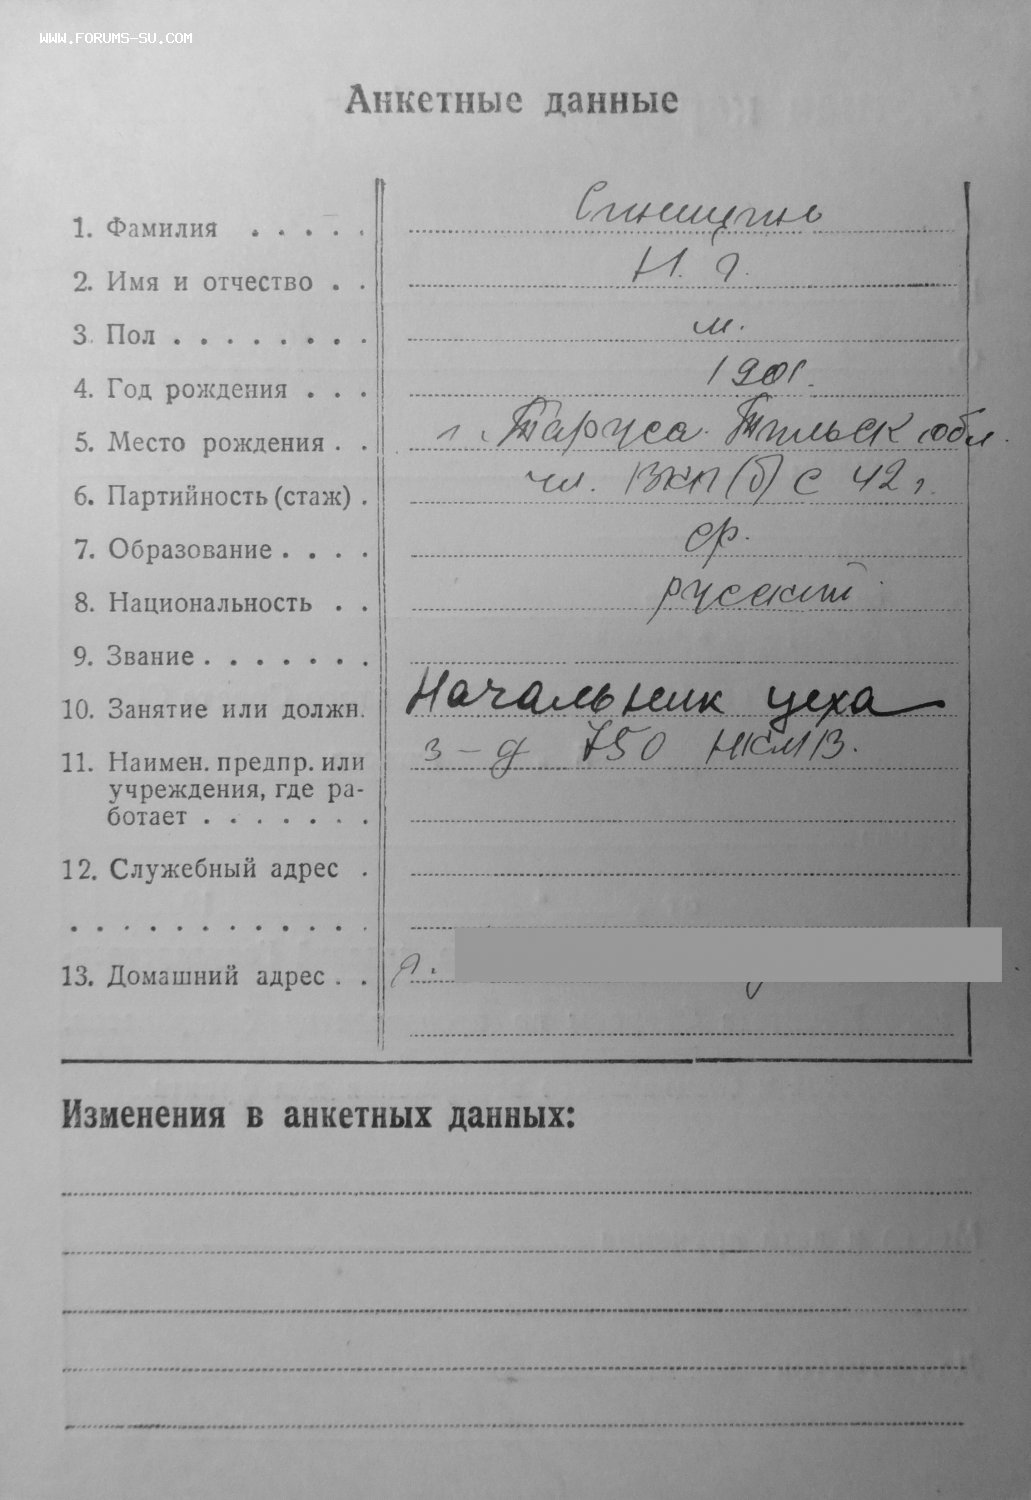 WWW.FORUMS-SU.COM
Анкетные данные
1. Фамилия . . . . . Синицин
2. Имя и отчество . . Н. Г.
3. Пол . . . . . . . . м.
4. Год рождения . . . 1901.
5. Место рождения . . г. Таруса. Тульск. обл.
6. Партийность (стаж) . чл. ВКП(б) с 42 г.
7. Образование . . . . ср.
8. Национальность . . русский
9. Звание . . . . . . .
10. Занятие или должн. Начальник цеха
11. Наимен. предпр. или з-д 750 НКМВ.
учреждения, где ра-
ботает . . . . . . .
12. Служебный адрес .
13. Домашний адрес . .
Изменения в анкетных данных: